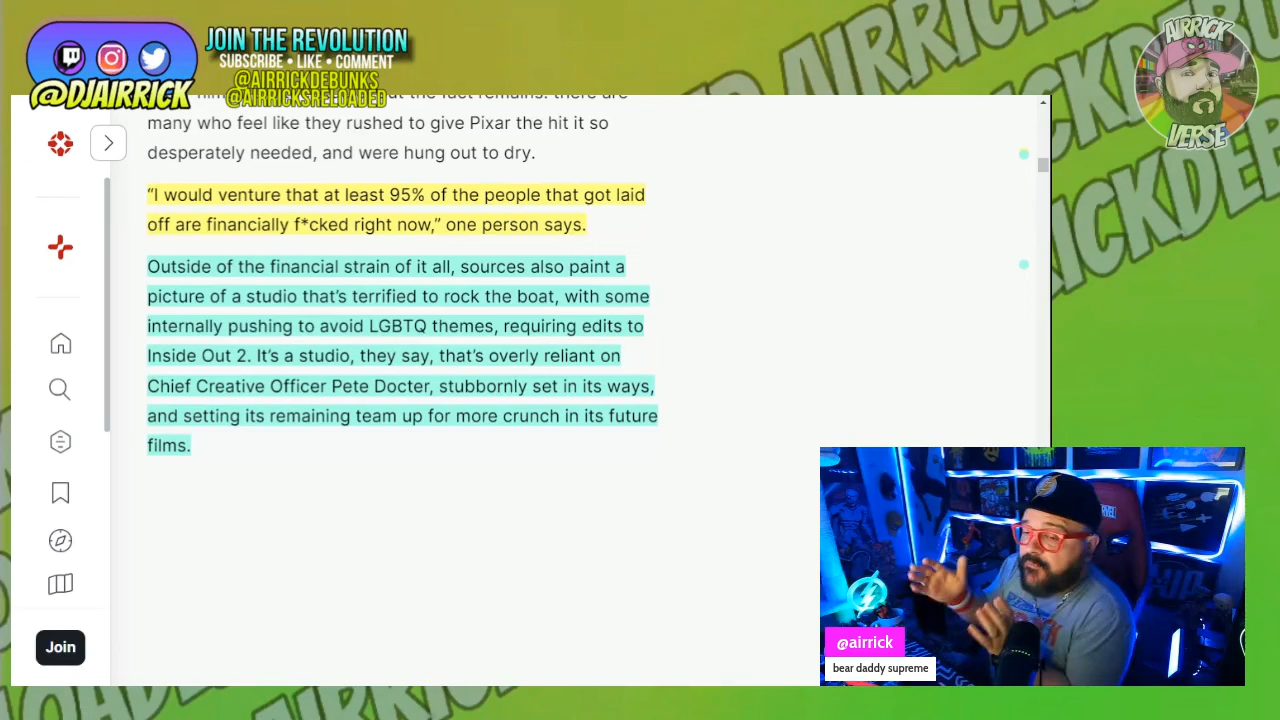 JOIN THE REVOLUTION
SUBSCRIBE • LIKE • COMMENT
@AIRRICKDEBUNKS
@AIRRICKSRELOADED
@DJAIRRICK
AIRRICK
VERSE
many who feel like they rushed to give Pixar the hit it so
desperately needed, and were hung out to dry.
“I would venture that at least 95% of the people that got laid
off are financially f*cked right now,” one person says.
Outside of the financial strain of it all, sources also paint a
picture of a studio that’s terrified to rock the boat, with some
internally pushing to avoid LGBTQ themes, requiring edits to
Inside Out 2. It’s a studio, they say, that’s overly reliant on
Chief Creative Officer Pete Docter, stubbornly set in its ways,
and setting its remaining team up for more crunch in its future
films.
Join
@airrick
bear daddy supreme